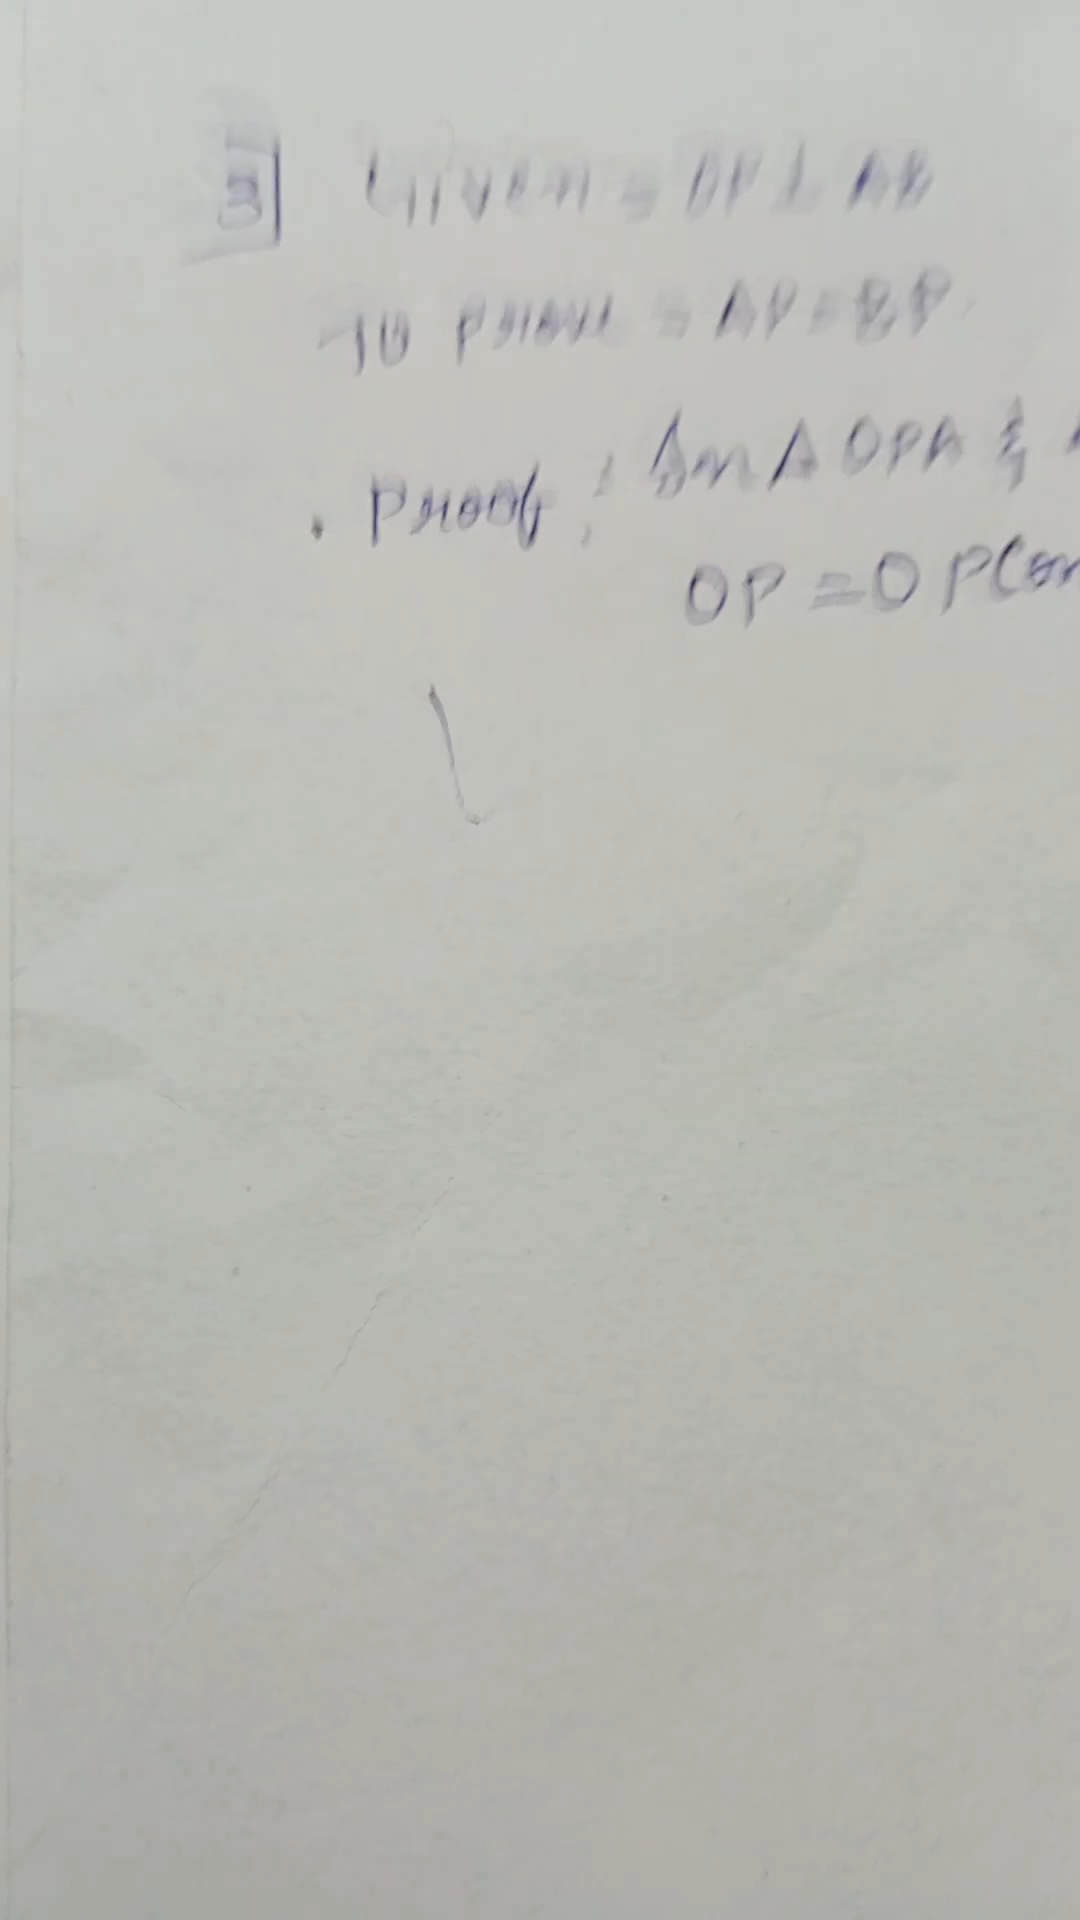 3] Given = OP ⊥ AB
To prove = AP = BP.
Proof : In Δ OPA &
OP = OP (